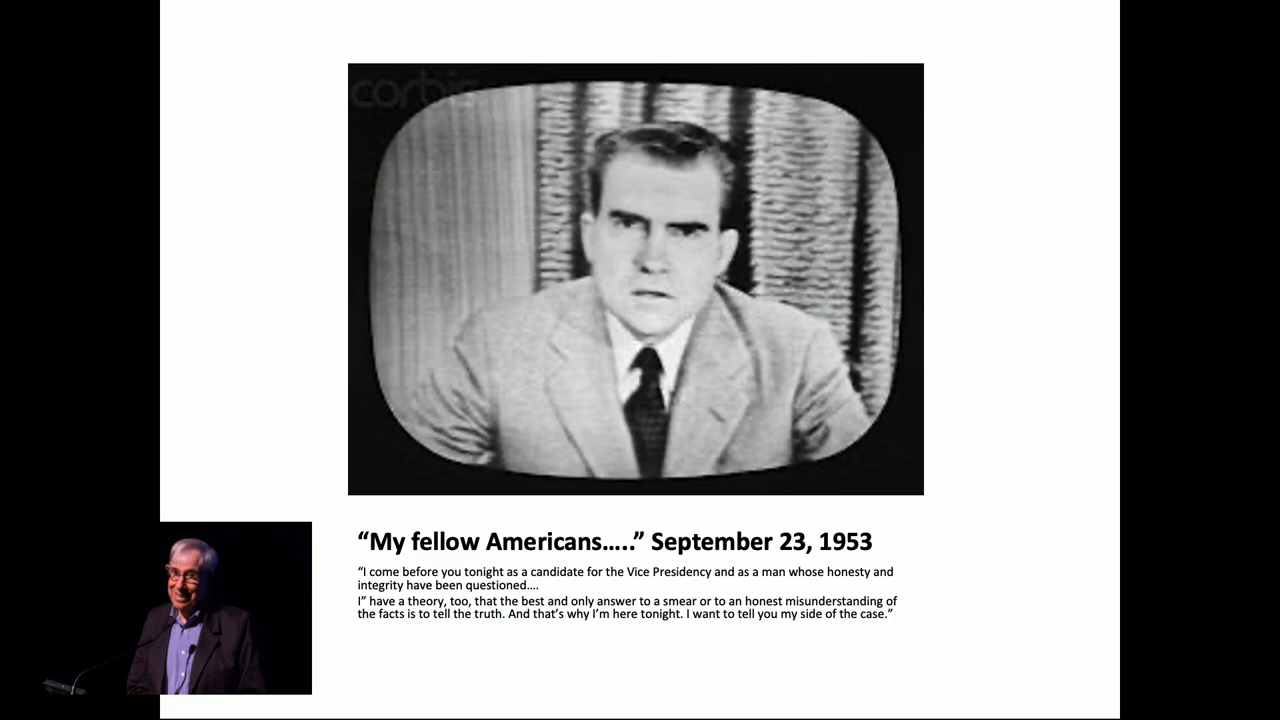 corbis
“My fellow Americans…..” September 23, 1953
“I come before you tonight as a candidate for the Vice Presidency and as a man whose honesty and
integrity have been questioned….
I” have a theory, too, that the best and only answer to a smear or to an honest misunderstanding of
the facts is to tell the truth. And that’s why I’m here tonight. I want to tell you my side of the case.”